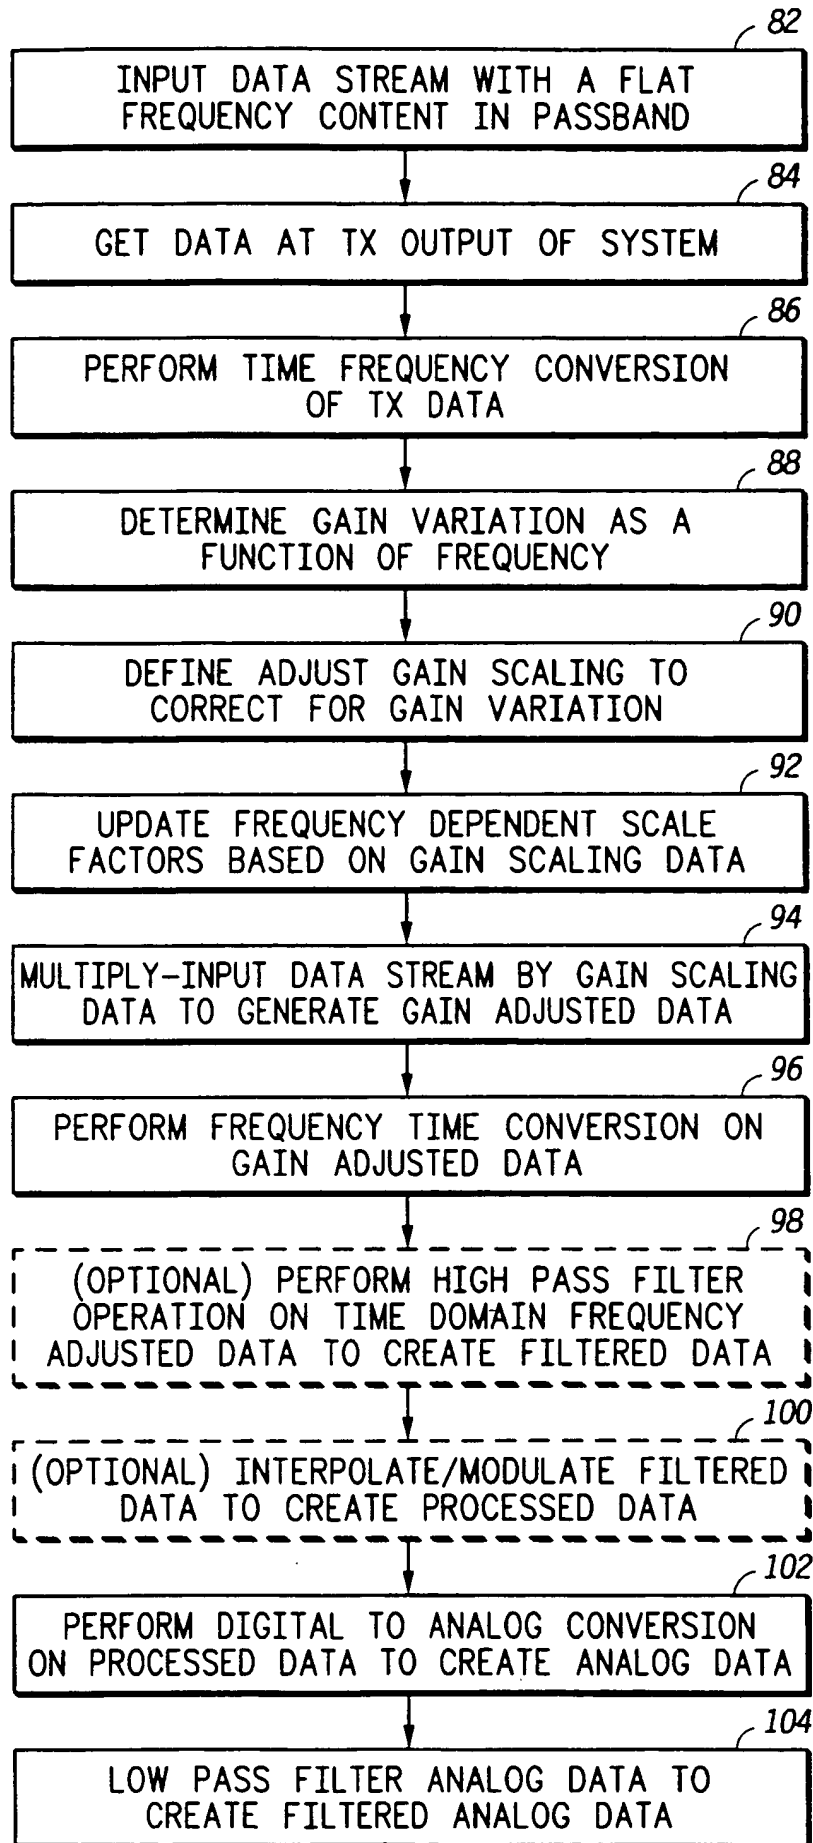 82
INPUT DATA STREAM WITH A FLAT
FREQUENCY CONTENT IN PASSBAND
84
GET DATA AT TX OUTPUT OF SYSTEM
86
PERFORM TIME FREQUENCY CONVERSION
OF TX DATA
88
DETERMINE GAIN VARIATION AS A
FUNCTION OF FREQUENCY
90
DEFINE ADJUST GAIN SCALING TO
CORRECT FOR GAIN VARIATION
92
UPDATE FREQUENCY DEPENDENT SCALE
FACTORS BASED ON GAIN SCALING DATA
94
MULTIPLY-INPUT DATA STREAM BY GAIN SCALING
DATA TO GENERATE GAIN ADJUSTED DATA
96
PERFORM FREQUENCY TIME CONVERSION ON
GAIN ADJUSTED DATA
98
(OPTIONAL) PERFORM HIGH PASS FILTER
OPERATION ON TIME DOMAIN FREQUENCY
ADJUSTED DATA TO CREATE FILTERED DATA
100
(OPTIONAL) INTERPOLATE/MODULATE FILTERED
DATA TO CREATE PROCESSED DATA
102
PERFORM DIGITAL TO ANALOG CONVERSION
ON PROCESSED DATA TO CREATE ANALOG DATA
104
LOW PASS FILTER ANALOG DATA TO
CREATE FILTERED ANALOG DATA